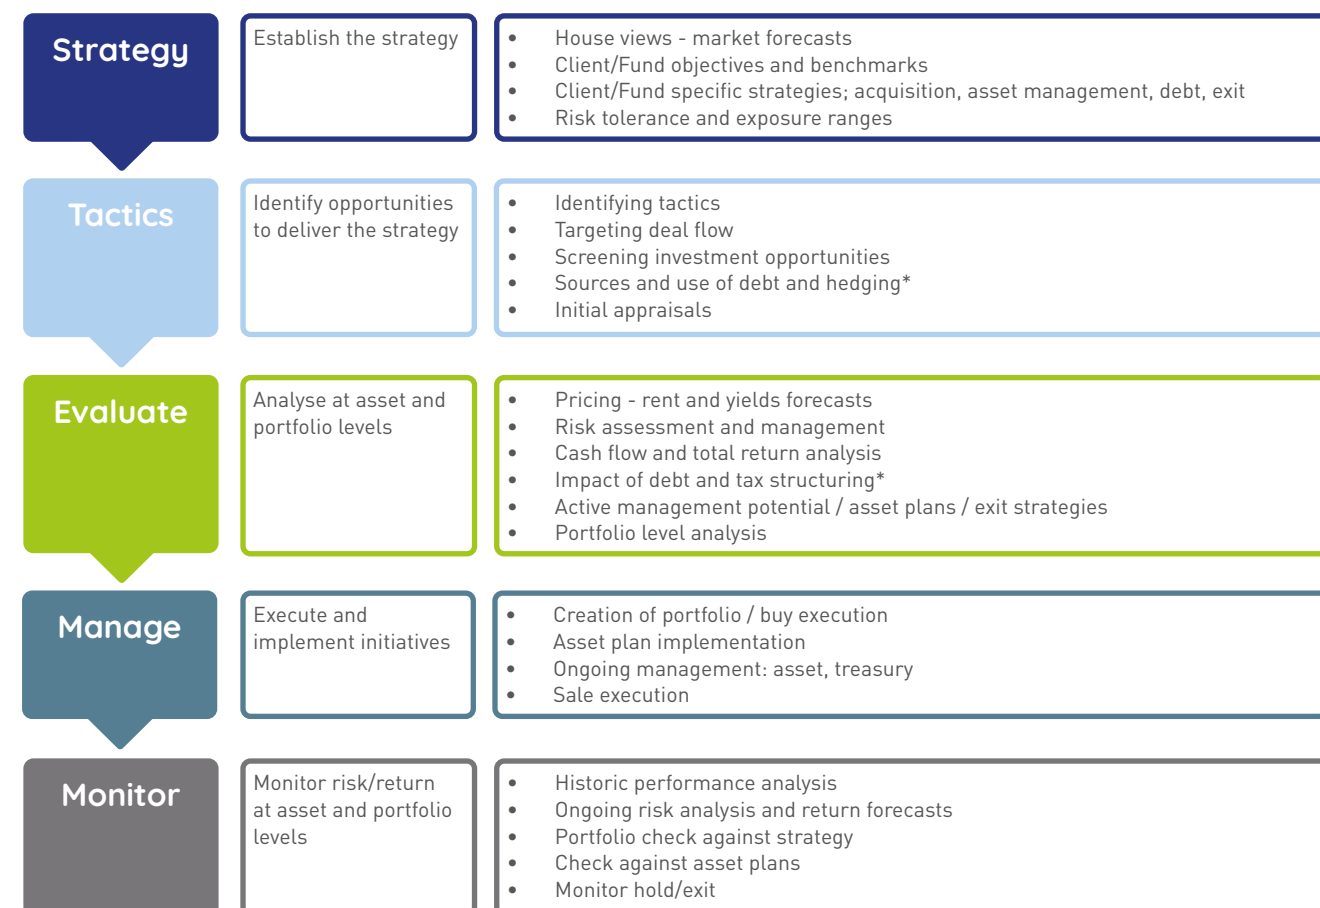 Strategy
Establish the strategy
• House views - market forecasts
• Client/Fund objectives and benchmarks
• Client/Fund specific strategies; acquisition, asset management, debt, exit
• Risk tolerance and exposure ranges
Tactics
Identify opportunities
to deliver the strategy
• Identifying tactics
• Targeting deal flow
• Screening investment opportunities
• Sources and use of debt and hedging*
• Initial appraisals
Evaluate
Analyse at asset and
portfolio levels
• Pricing - rent and yields forecasts
• Risk assessment and management
• Cash flow and total return analysis
• Impact of debt and tax structuring*
• Active management potential / asset plans / exit strategies
• Portfolio level analysis
Manage
Execute and
implement initiatives
• Creation of portfolio / buy execution
• Asset plan implementation
• Ongoing management: asset, treasury
• Sale execution
Monitor
Monitor risk/return
at asset and portfolio
levels
• Historic performance analysis
• Ongoing risk analysis and return forecasts
• Portfolio check against strategy
• Check against asset plans
• Monitor hold/exit